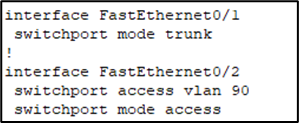 interface FastEthernet0/1
 switchport mode trunk
!
interface FastEthernet0/2
 switchport access vlan 90
 switchport mode access